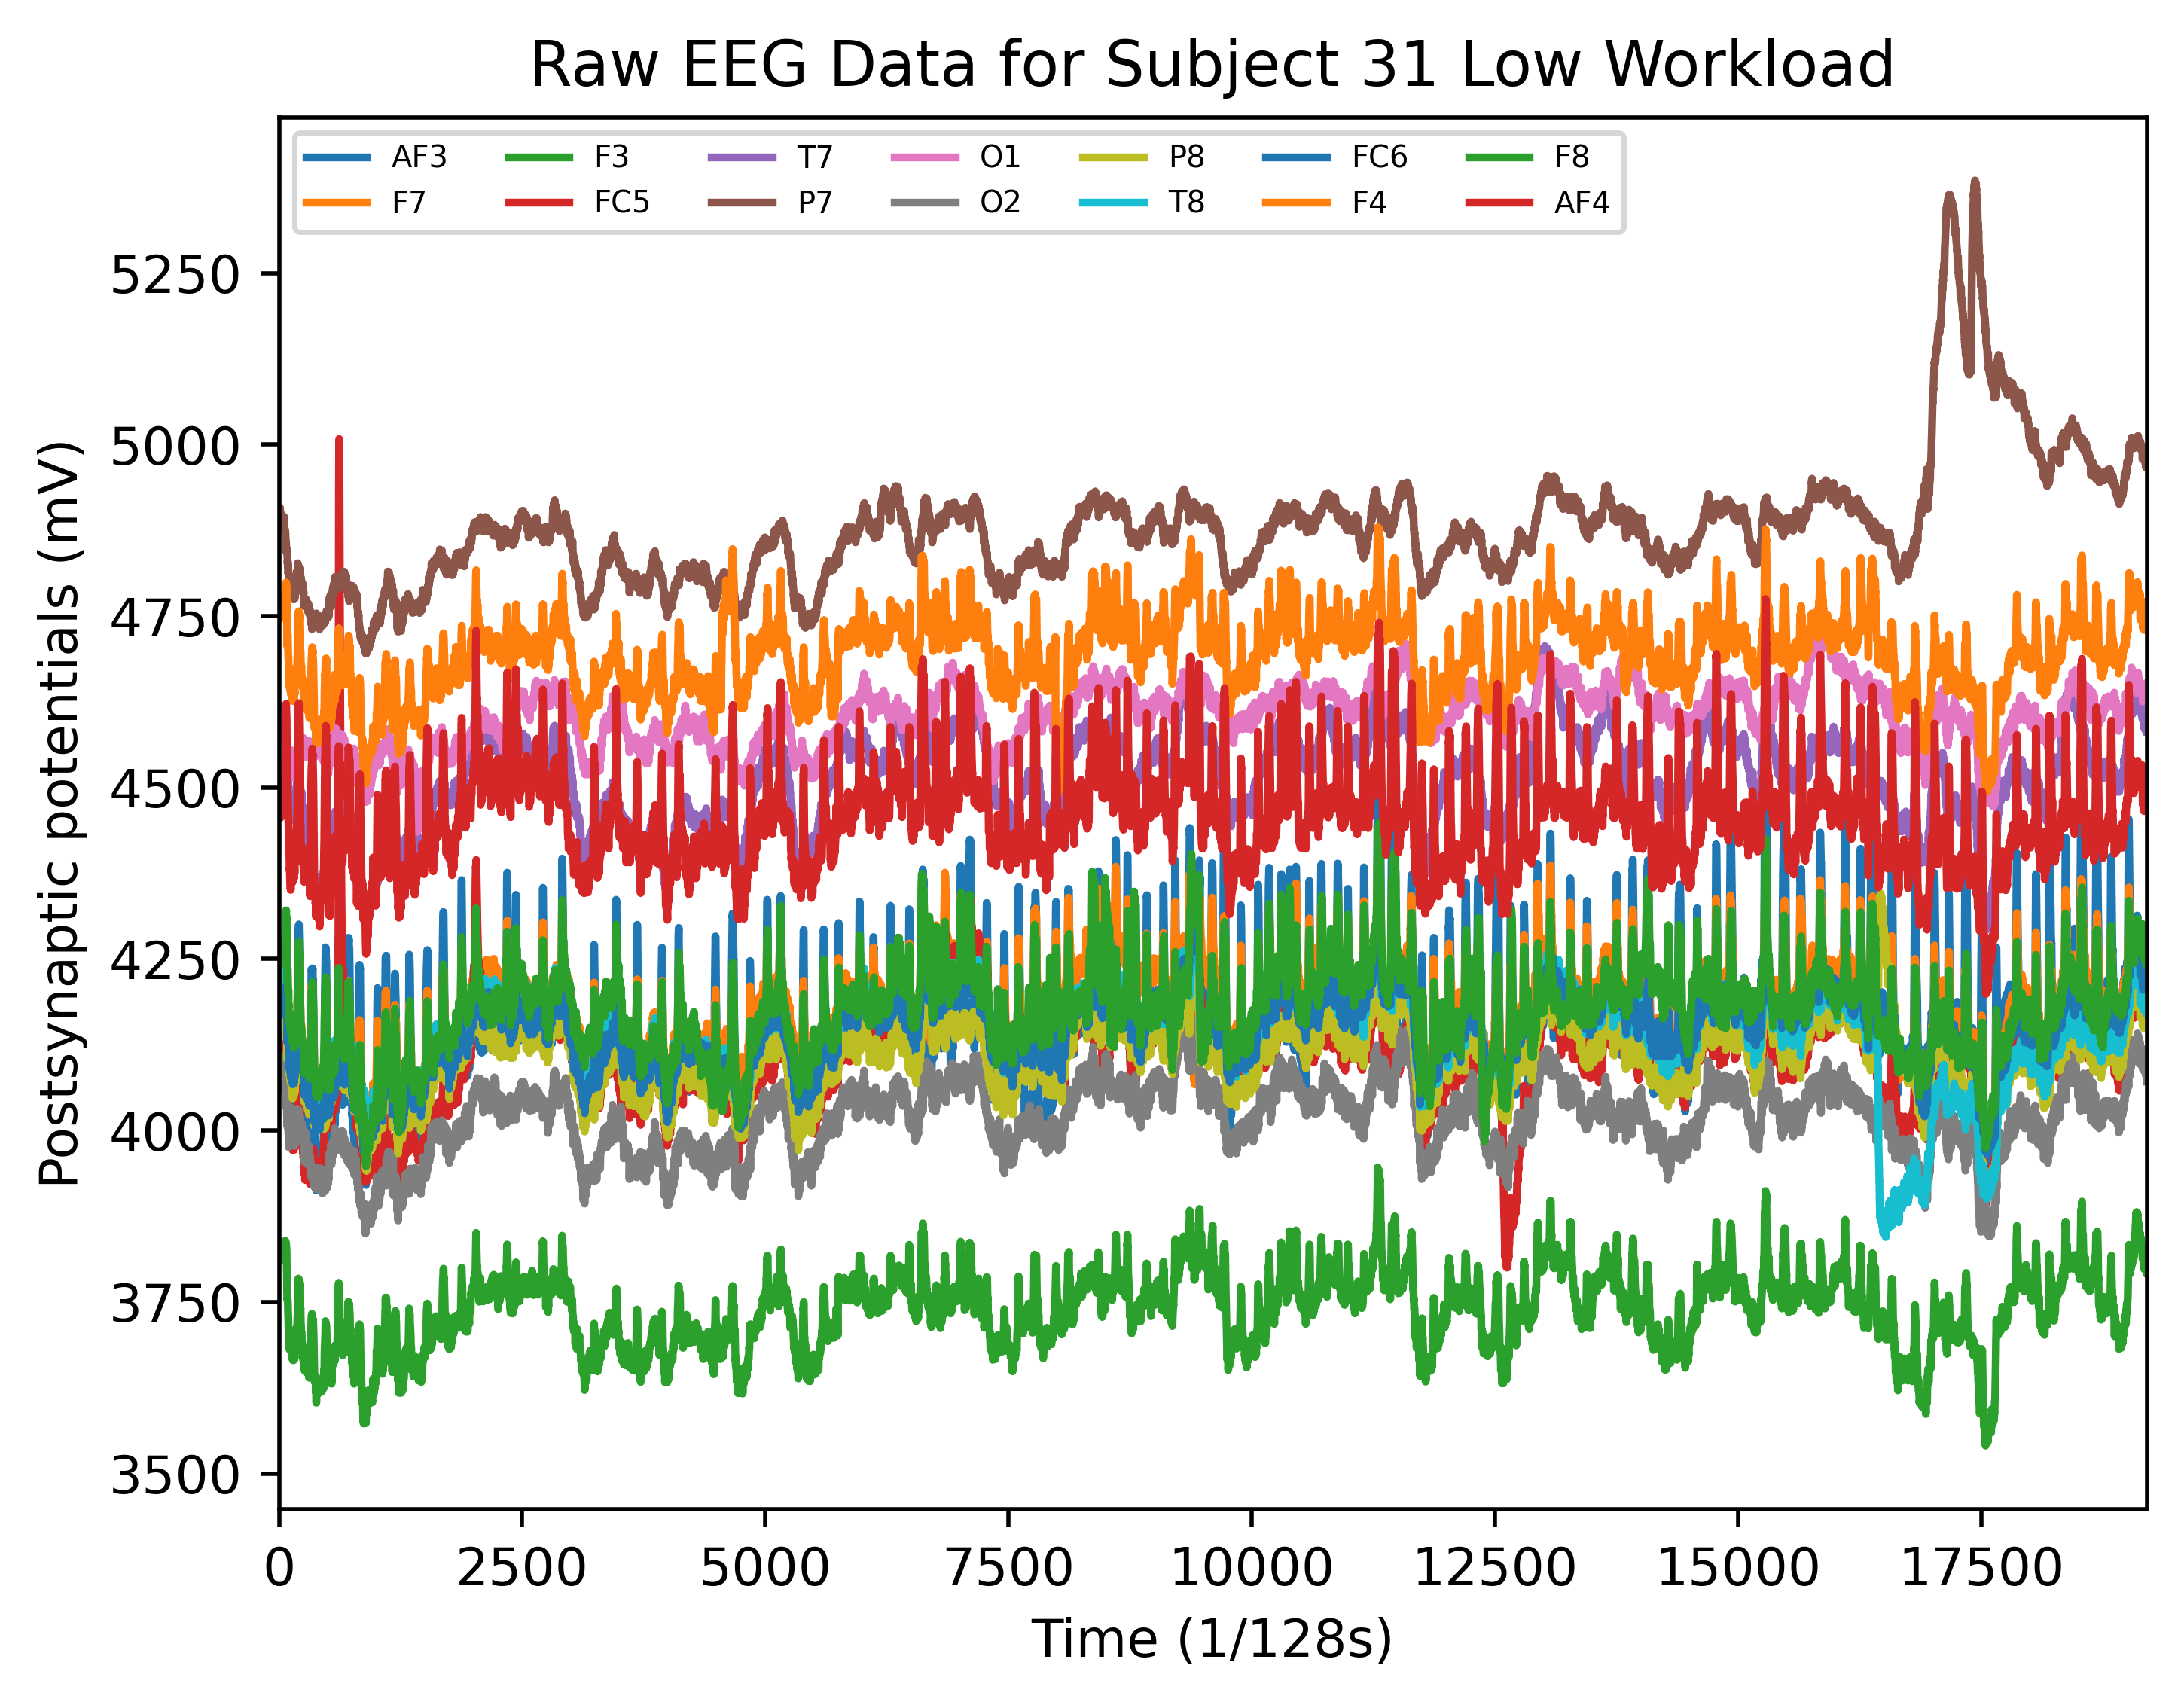 Raw EEG Data for Subject 31 Low Workload
AF3 F3 T7 O1 P8 FC6 F8
F7 FC5 P7 O2 T8 F4 AF4
Postsynaptic potentials (mV)
5250
5000
4750
4500
4250
4000
3750
3500
0 2500 5000 7500 10000 12500 15000 17500
Time (1/128s)